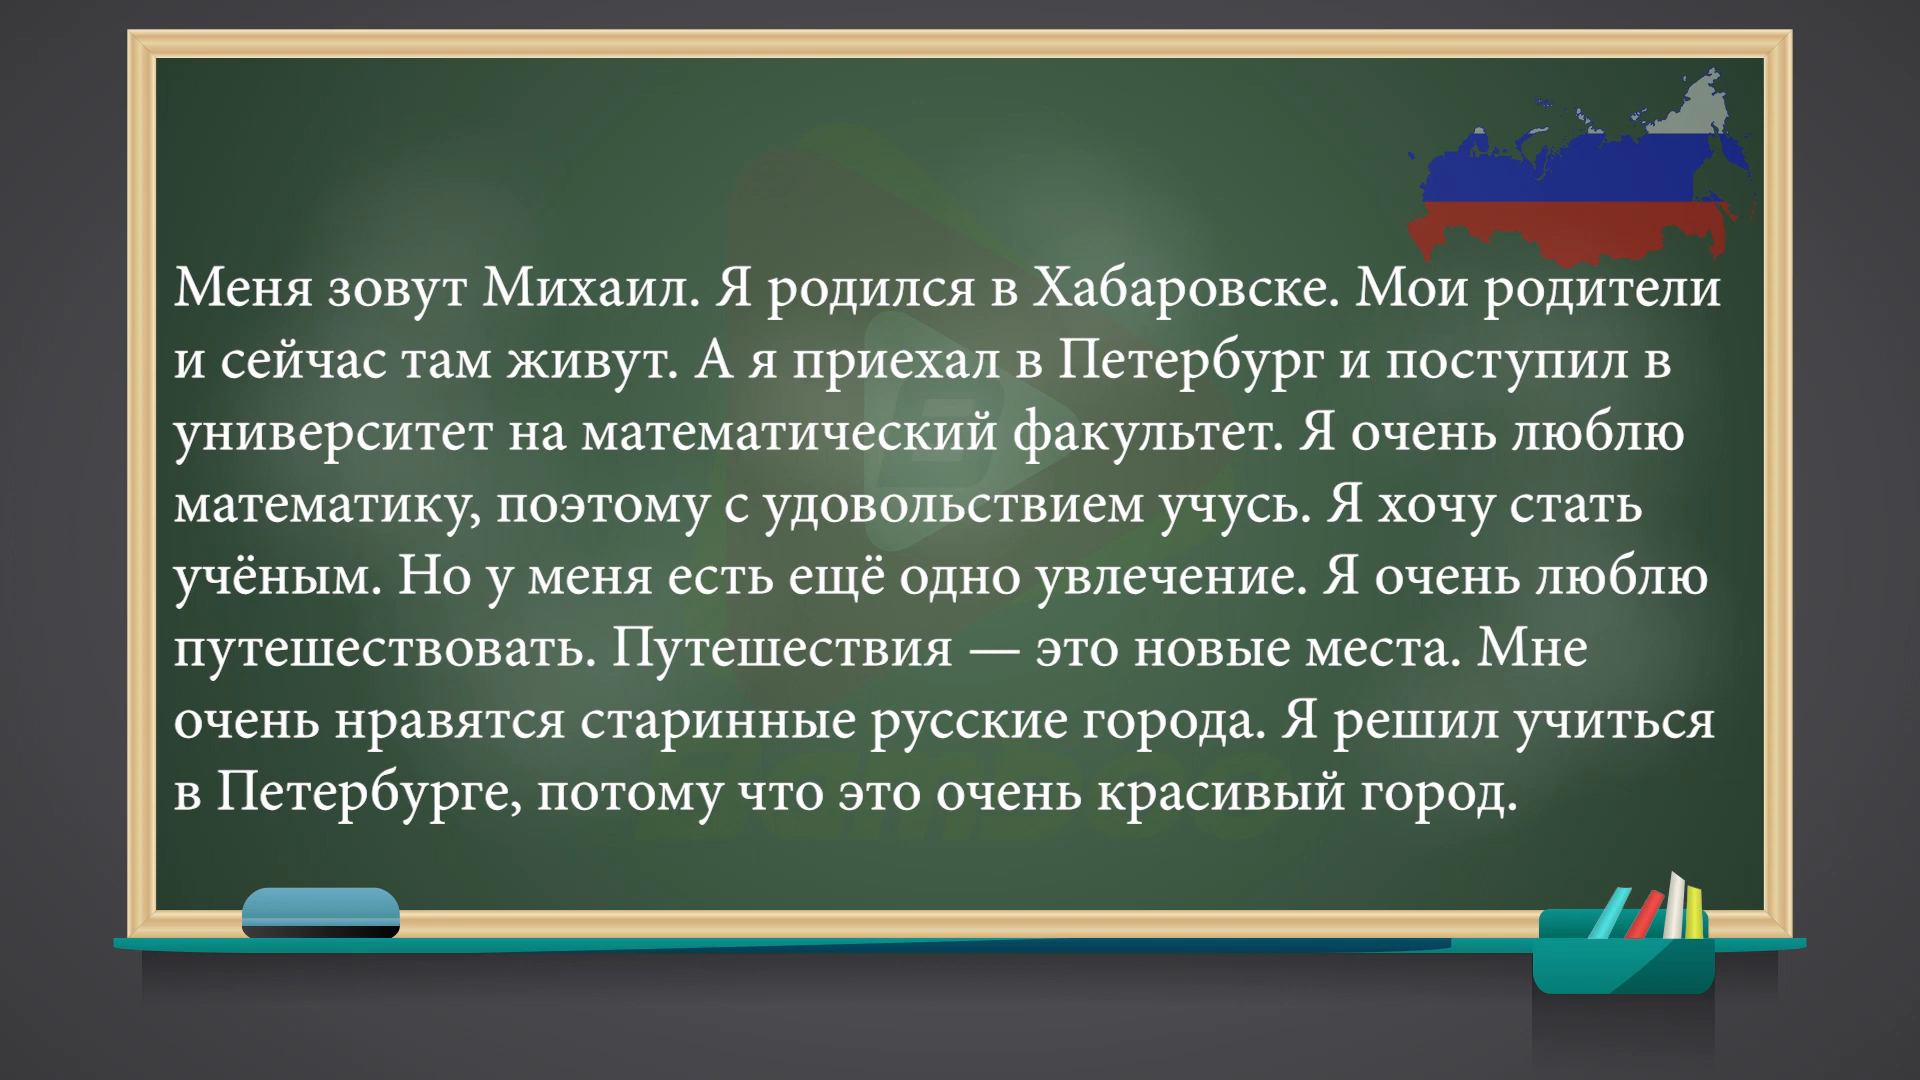 Меня зовут Михаил. Я родился в Хабаровске. Мои родители
и сейчас там живут. А я приехал в Петербург и поступил в
университет на математический факультет. Я очень люблю
математику, поэтому с удовольствием учусь. Я хочу стать
учёным. Но у меня есть ещё одно увлечение. Я очень люблю
путешествовать. Путешествия — это новые места. Мне
очень нравятся старинные русские города. Я решил учиться
в Петербурге, потому что это очень красивый город.